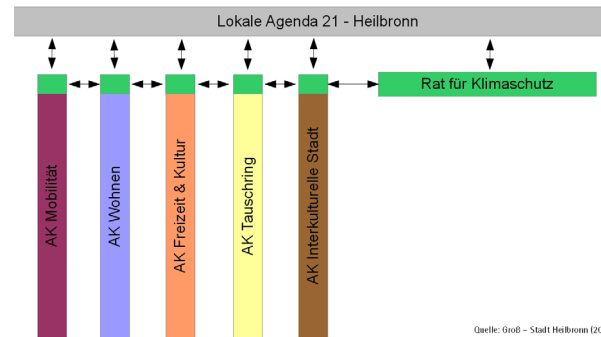 Lokale Agenda 21 - Heilbronn
Rat für Klimaschutz
AK Mobilität
AK Wohnen
AK Freizeit & Kultur
AK Tauschring
AK Interkulturelle Stadt
Quelle: Groß – Stadt Heilbronn (20